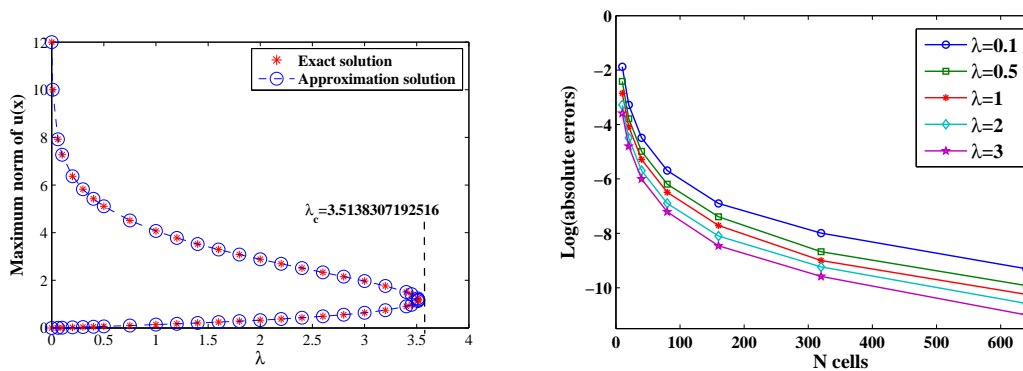 12
10
8
6
4
2
0
0
0.5
1
1.5
2
2.5
3
3.5
4
Maximum norm of u(x)
λ
Exact solution
Approximation solution
λc=3.5138307192516
0
−2
−4
−6
−8
−10
0
100
200
300
400
500
600
Log(absolute errors)
N cells
λ=0.1
λ=0.5
λ=1
λ=2
λ=3